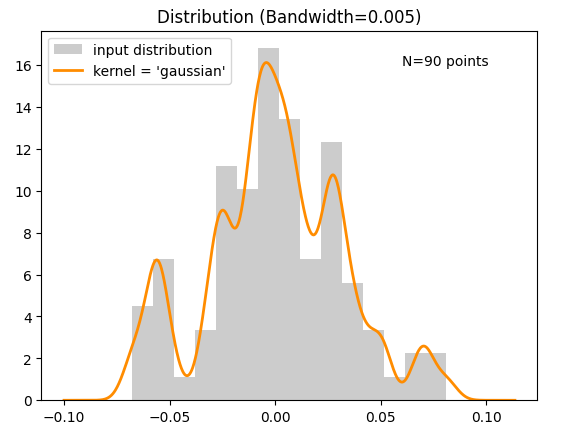 Distribution (Bandwidth=0.005)
input distribution
kernel = 'gaussian'
N=90 points
16
14
12
10
8
6
4
2
0
−0.10 −0.05 0.00 0.05 0.10